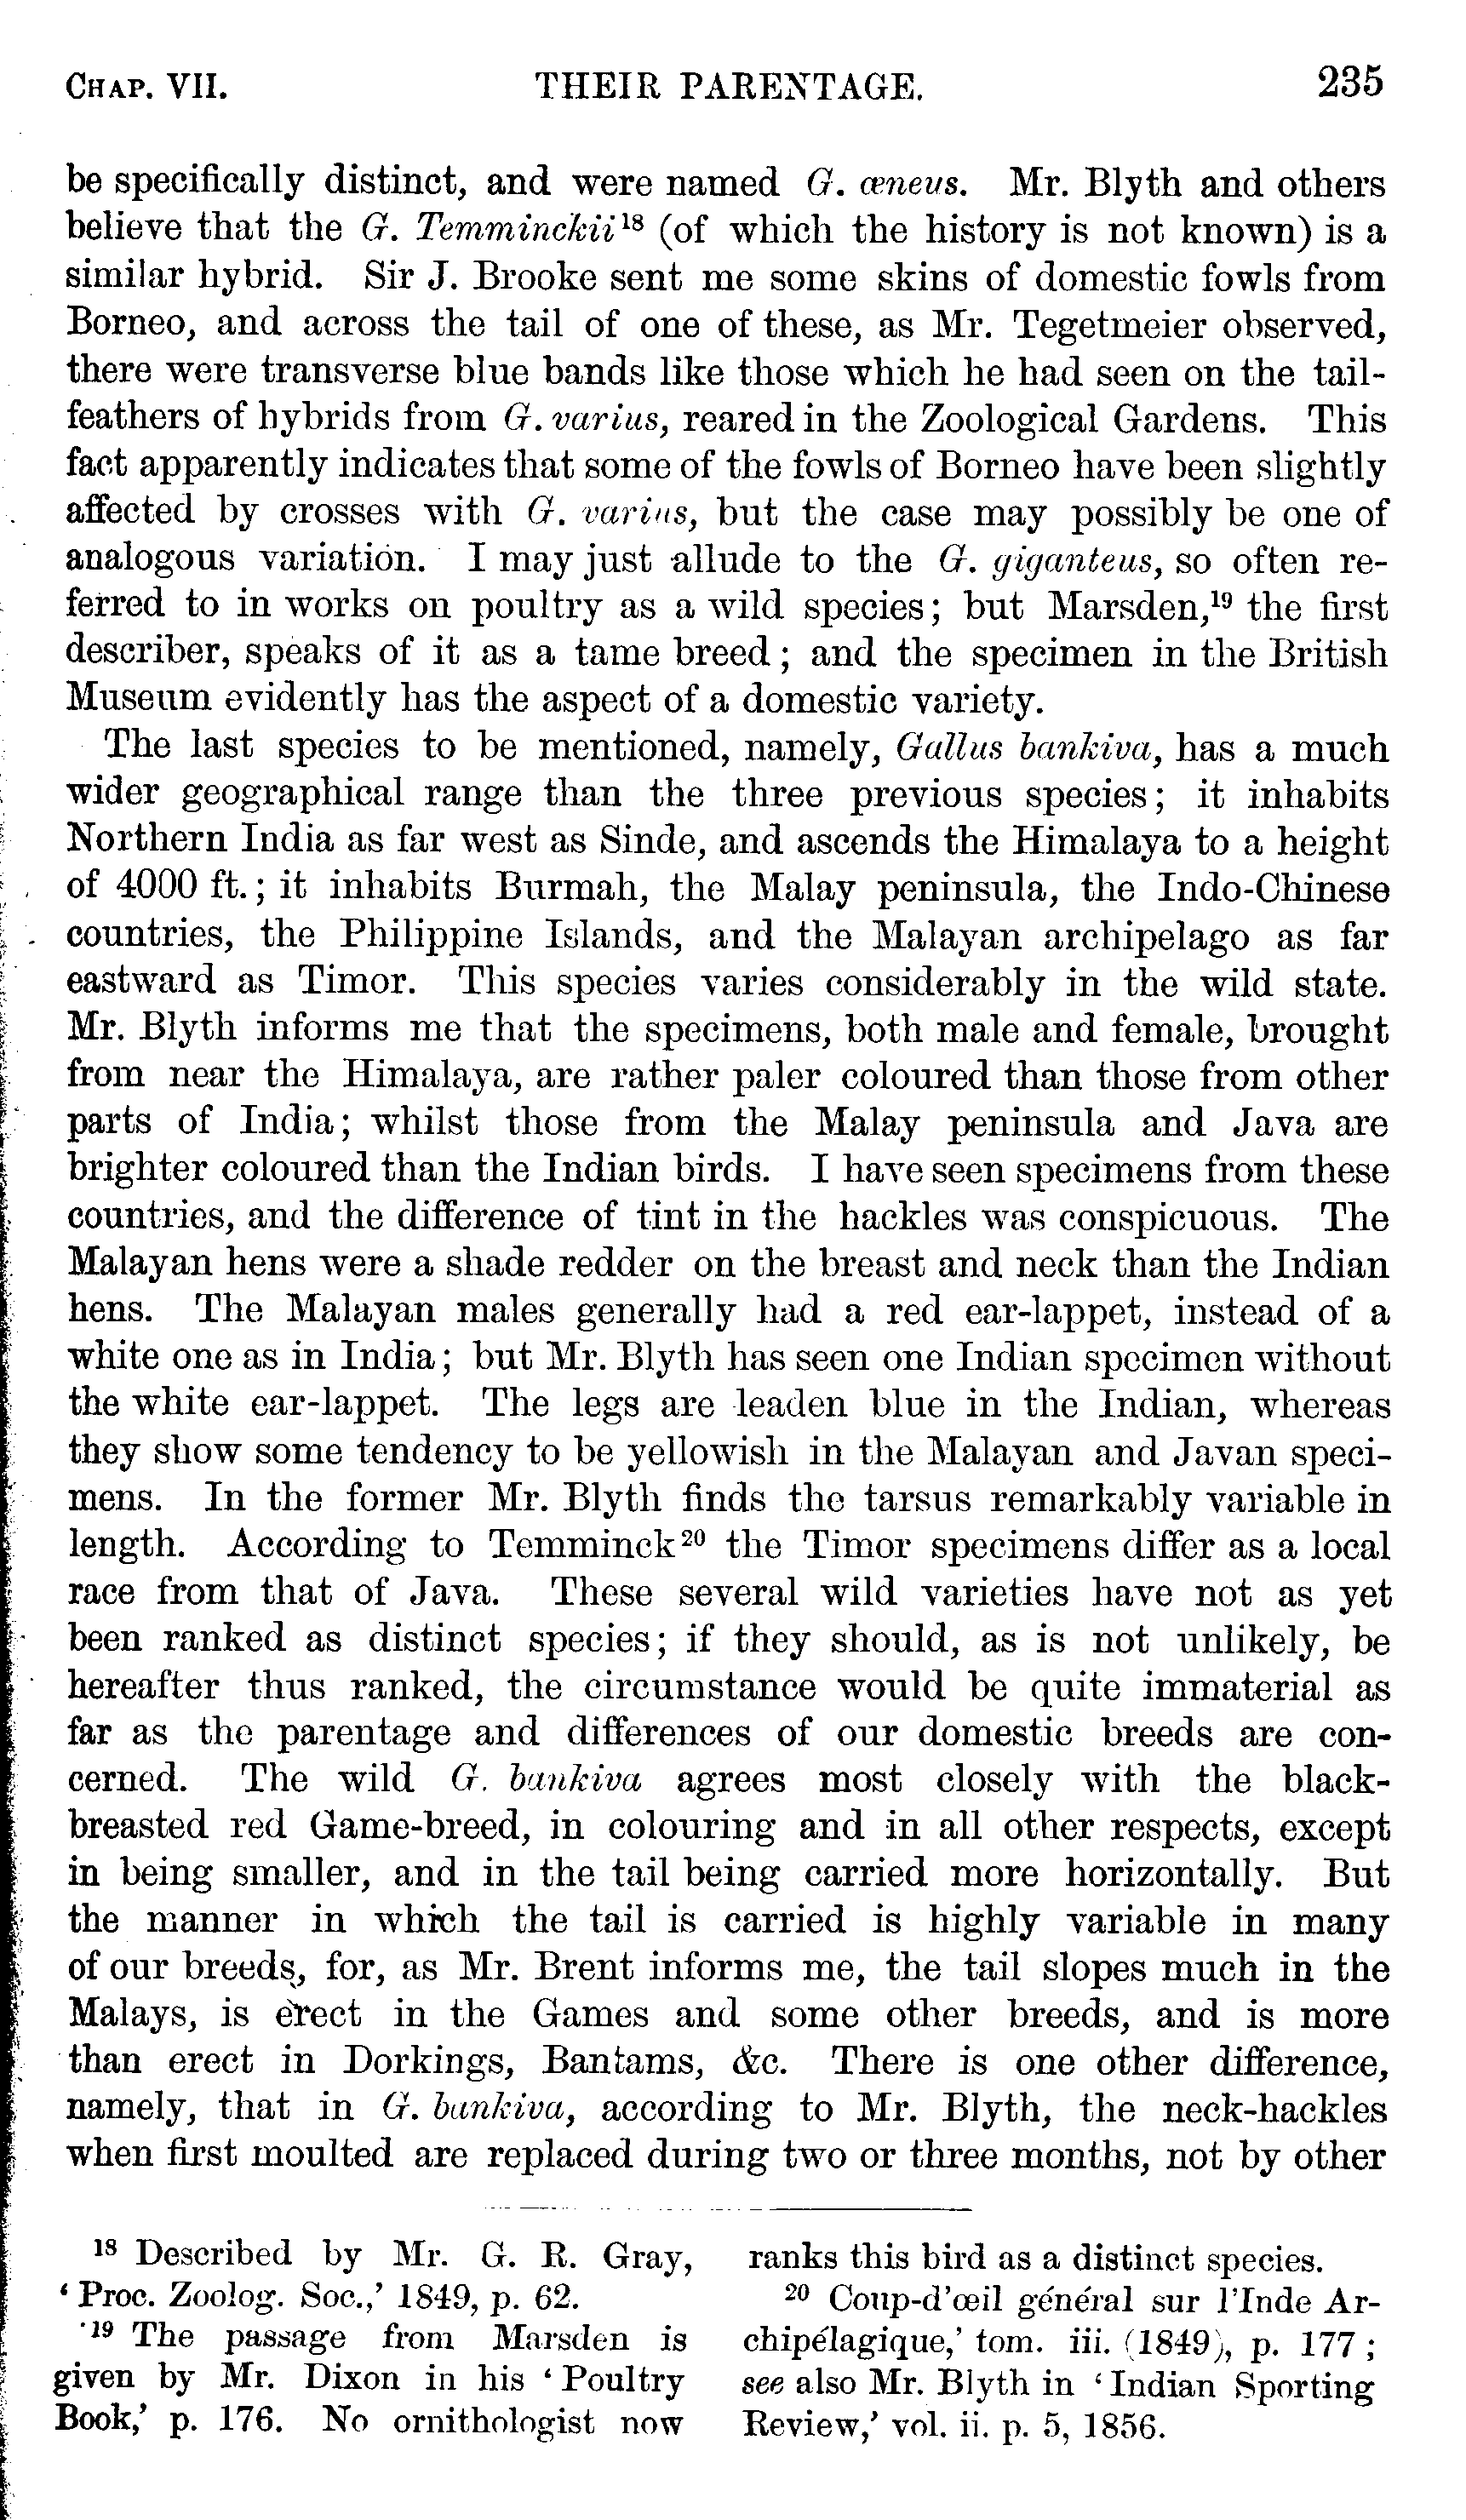 CHAP. VII. THEIR PARENTAGE. 235
be specifically distinct, and were named G. œneus. Mr. Blyth and others
believe that the G. Temminckii¹⁸ (of which the history is not known) is a
similar hybrid. Sir J. Brooke sent me some skins of domestic fowls from
Borneo, and across the tail of one of these, as Mr. Tegetmeier observed,
there were transverse blue bands like those which he had seen on the tail-
feathers of hybrids from G. varius, reared in the Zoological Gardens. This
fact apparently indicates that some of the fowls of Borneo have been slightly
affected by crosses with G. varius, but the case may possibly be one of
analogous variation. I may just allude to the G. giganteus, so often re-
ferred to in works on poultry as a wild species; but Marsden,¹⁹ the first
describer, speaks of it as a tame breed; and the specimen in the British
Museum evidently has the aspect of a domestic variety.
The last species to be mentioned, namely, Gallus bankiva, has a much
wider geographical range than the three previous species; it inhabits
Northern India as far west as Sinde, and ascends the Himalaya to a height
of 4000 ft.; it inhabits Burmah, the Malay peninsula, the Indo-Chinese
countries, the Philippine Islands, and the Malayan archipelago as far
eastward as Timor. This species varies considerably in the wild state.
Mr. Blyth informs me that the specimens, both male and female, brought
from near the Himalaya, are rather paler coloured than those from other
parts of India; whilst those from the Malay peninsula and Java are
brighter coloured than the Indian birds. I have seen specimens from these
countries, and the difference of tint in the hackles was conspicuous. The
Malayan hens were a shade redder on the breast and neck than the Indian
hens. The Malayan males generally had a red ear-lappet, instead of a
white one as in India; but Mr. Blyth has seen one Indian specimen without
the white ear-lappet. The legs are leaden blue in the Indian, whereas
they show some tendency to be yellowish in the Malayan and Javan speci-
mens. In the former Mr. Blyth finds the tarsus remarkably variable in
length. According to Temminck²⁰ the Timor specimens differ as a local
race from that of Java. These several wild varieties have not as yet
been ranked as distinct species; if they should, as is not unlikely, be
hereafter thus ranked, the circumstance would be quite immaterial as
far as the parentage and differences of our domestic breeds are con-
cerned. The wild G. bankiva agrees most closely with the black-
breasted red Game-breed, in colouring and in all other respects, except
in being smaller, and in the tail being carried more horizontally. But
the manner in which the tail is carried is highly variable in many
of our breeds, for, as Mr. Brent informs me, the tail slopes much in the
Malays, is erect in the Games and some other breeds, and is more
than erect in Dorkings, Bantams, &c. There is one other difference,
namely, that in G. bankiva, according to Mr. Blyth, the neck-hackles
when first moulted are replaced during two or three months, not by other
¹⁸ Described by Mr. G. R. Gray,
‘Proc. Zoolog. Soc.,’ 1849, p. 62.
¹⁹ The passage from Marsden is
given by Mr. Dixon in his ‘Poultry
Book,’ p. 176. No ornithologist now
ranks this bird as a distinct species.
²⁰ Coup-d’œil général sur l’Inde Ar-
chipélagique,’ tom. iii. (1849), p. 177;
see also Mr. Blyth in ‘Indian Sporting
Review,’ vol. ii. p. 5, 1856.